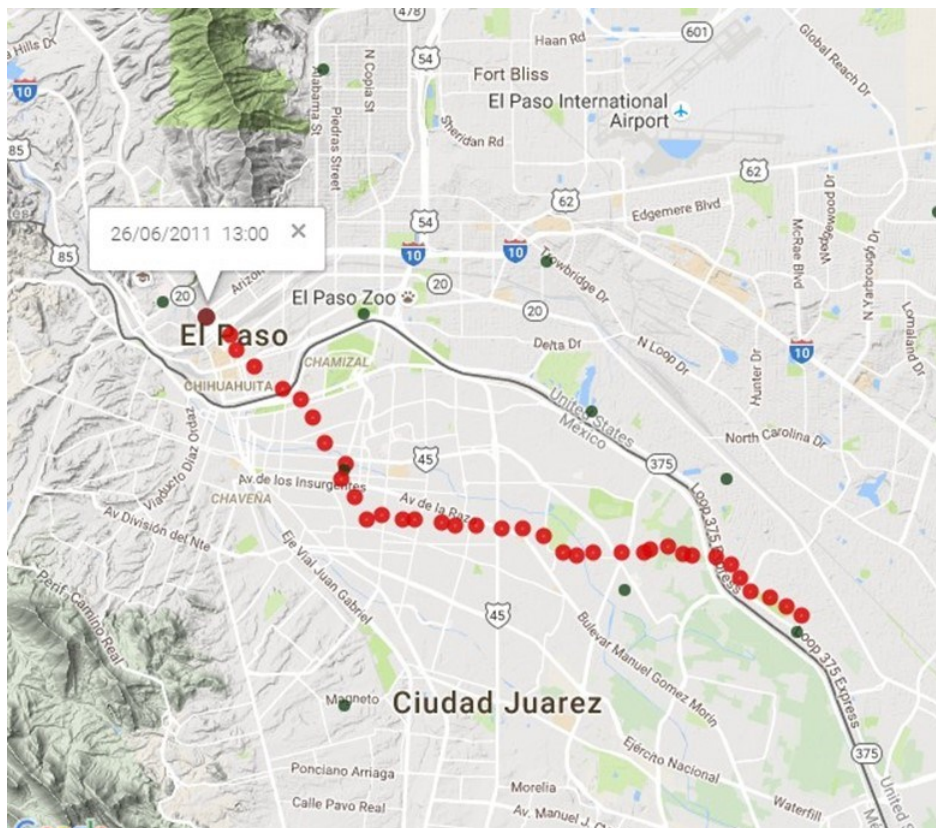 478
601
Haan Rd
Global Reach Dr
a Hills Dr
54
Fort Bliss
10
Alabama St
N Copia St
Piedras Street
El Paso International
Airport
Sheridan Rd
85
62
62
Edgemere Blvd
54
McRae Blvd
N Yarbrough Dr
26/06/2011 13:00 ×
10
10
85
Trowbridge Dr
20
20
El Paso Zoo
20
Lomaland Dr
El Paso
Delta Dr
N Loop Dr
10
CHAMIZAL
CHIHUAHUITA
Hunter Dr
United States
Mexico
North Carolina Dr
Viaducto Díaz Ordaz
45
375
Av de los Insurgentes
CHAVEÑA
Av de la Raza
Loop 375 Express
Av División del Nte
Eje Vial Juan Gabriel
Perif. Camino Real
45
Bulevar Manuel Gomez Morin
Loop 375 Express
Magneto
Ciudad Juarez
Ejército Nacional
375
Ponciano Arriaga
Morelia
Waterfill
United S
Calle Pavo Real
Av. Manuel J. C